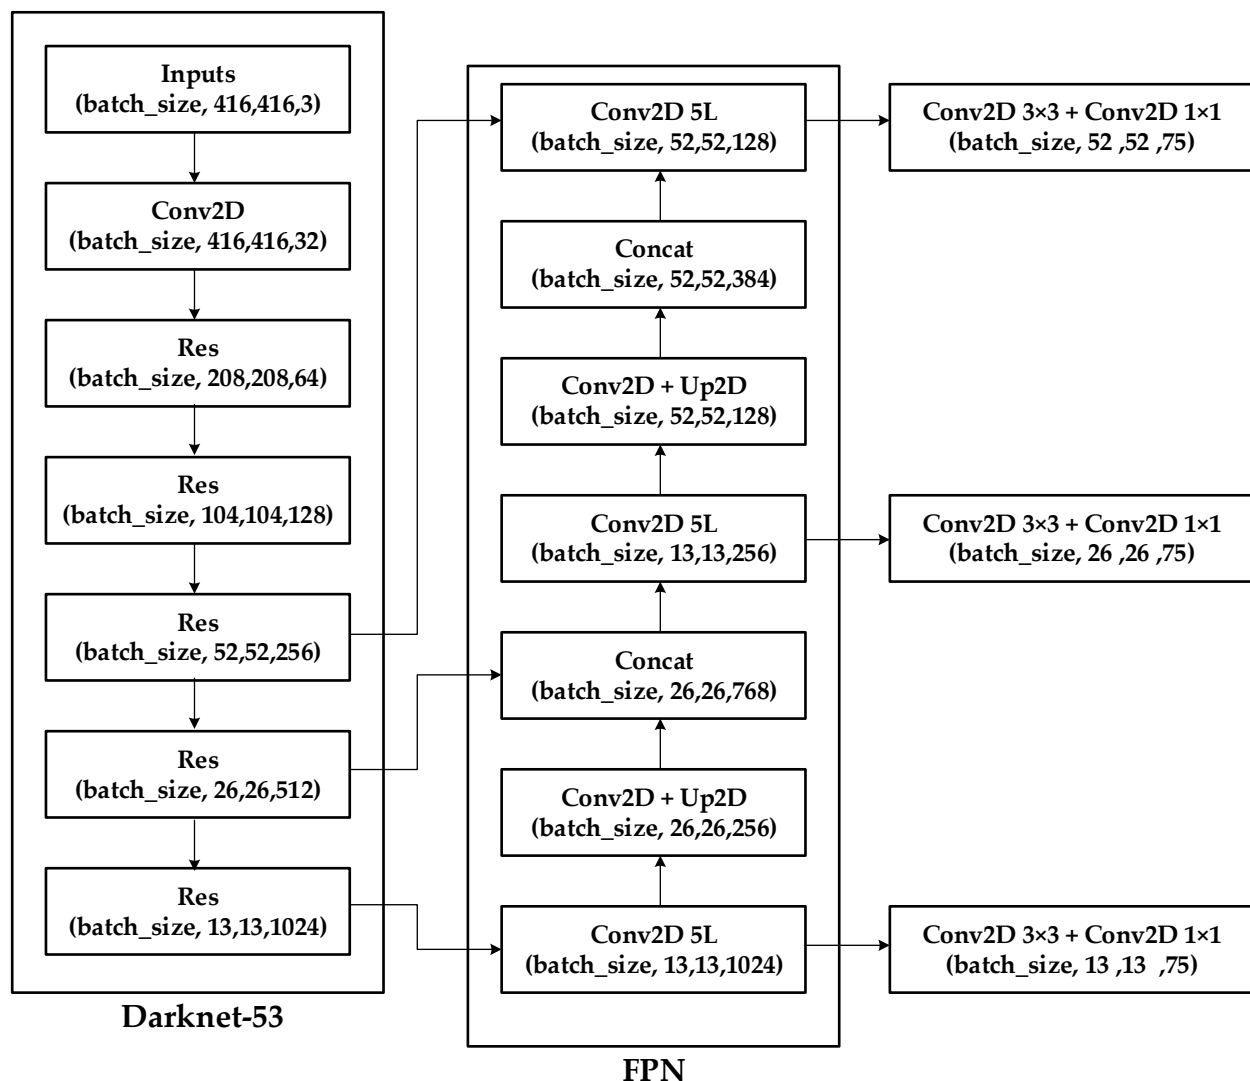 Inputs
(batch_size, 416,416,3)
Conv2D
(batch_size, 416,416,32)
Res
(batch_size, 208,208,64)
Res
(batch_size, 104,104,128)
Res
(batch_size, 52,52,256)
Res
(batch_size, 26,26,512)
Res
(batch_size, 13,13,1024)
Darknet-53
Conv2D 5L
(batch_size, 52,52,128)
Concat
(batch_size, 52,52,384)
Conv2D + Up2D
(batch_size, 52,52,128)
Conv2D 5L
(batch_size, 13,13,256)
Concat
(batch_size, 26,26,768)
Conv2D + Up2D
(batch_size, 26,26,256)
Conv2D 5L
(batch_size, 13,13,1024)
FPN
Conv2D 3×3 + Conv2D 1×1
(batch_size, 52 ,52 ,75)
Conv2D 3×3 + Conv2D 1×1
(batch_size, 26 ,26 ,75)
Conv2D 3×3 + Conv2D 1×1
(batch_size, 13 ,13  ,75)